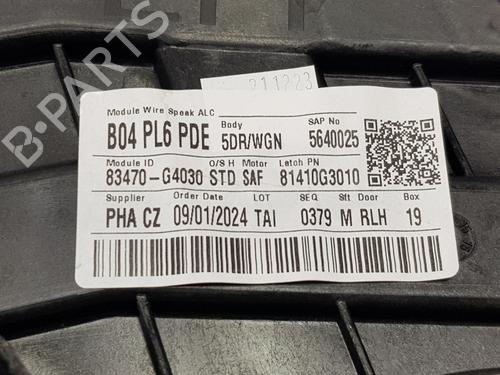 211223
Module Wire Speak ALC Body SAP No
B04 PL6 PDE 5DR/WGN 5640025
Module ID O/S H Motor Latch PN
83470-G4030 STD SAF 81410G3010
Supplier Order Date LOT SEQ Door Box
PHA CZ 09/01/2024 TAI 0379 M RLH 19
B-PARTS